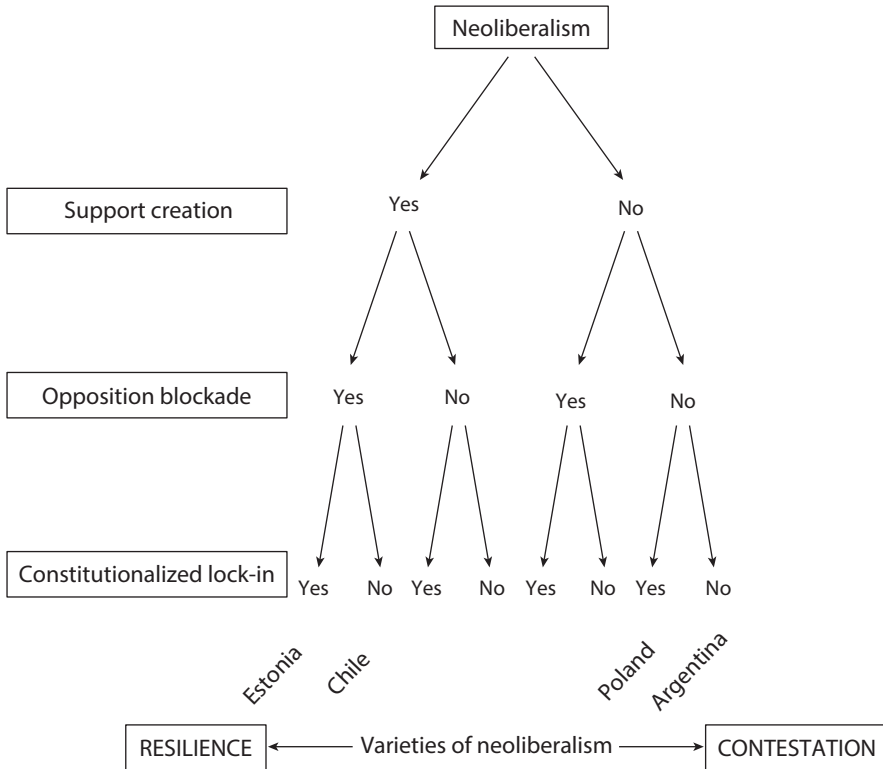 Neoliberalism
Support creation
Yes
No
Opposition blockade
Yes
No
Yes
No
Constitutionalized lock-in
Yes
No
Yes
No
Yes
No
Yes
No
Estonia
Chile
Poland
Argentina
RESILIENCE
Varieties of neoliberalism
CONTESTATION